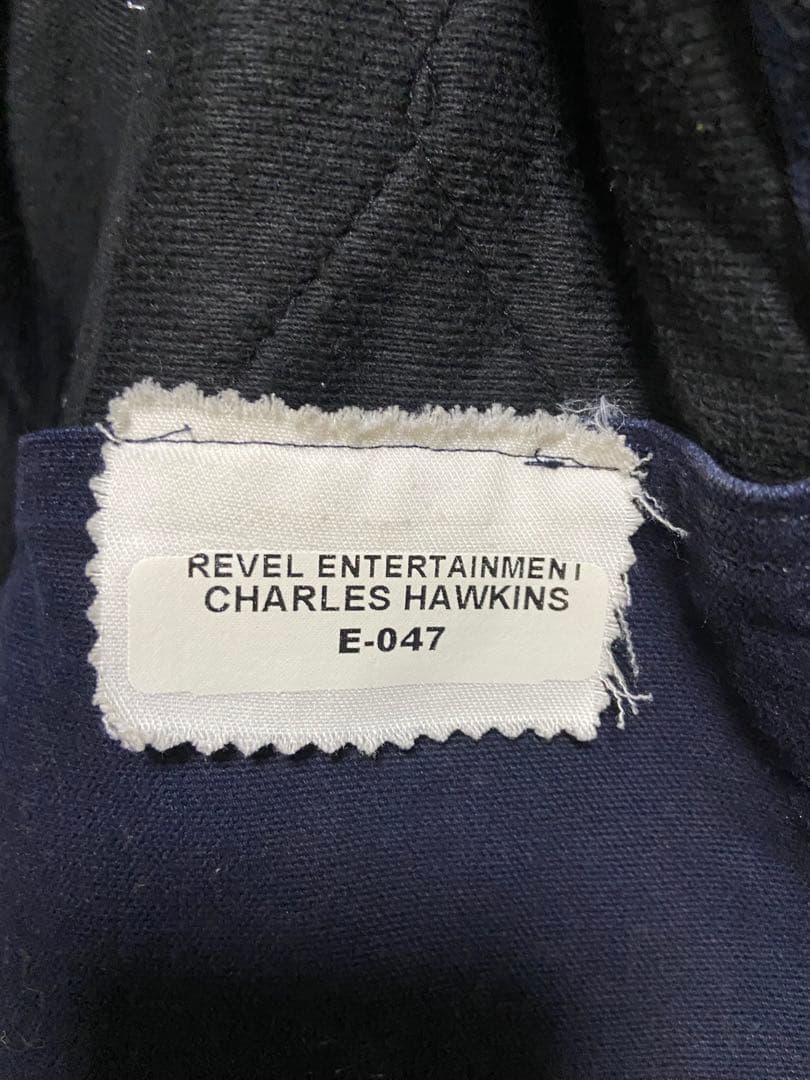 REVEL ENTERTAINMENT
CHARLES HAWKINS
E-047